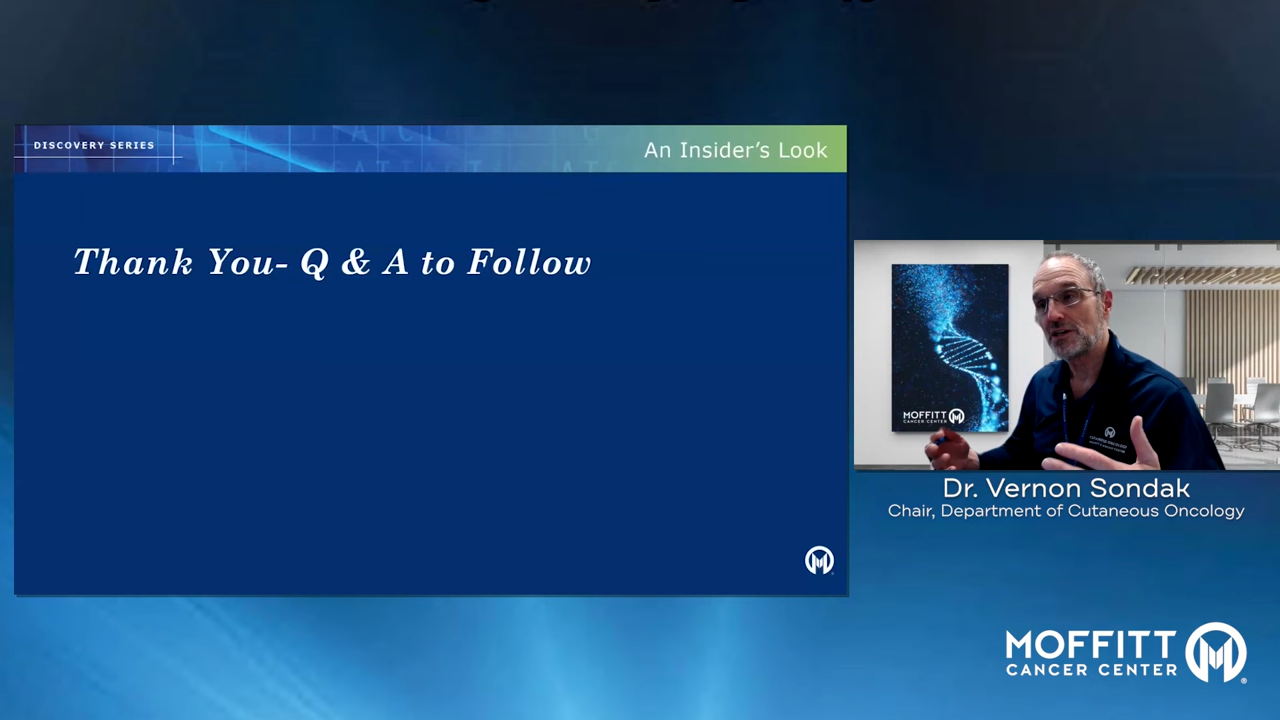 DISCOVERY SERIES
An Insider's Look
Thank You- Q & A to Follow
MOFFITT
CANCER CENTER
Dr. Vernon Sondak
Chair, Department of Cutaneous Oncology
MOFFITT
CANCER CENTER